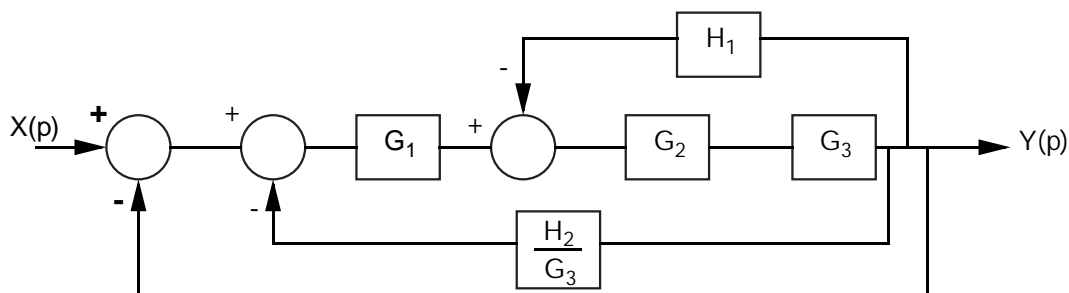 H₁
-
X(p)
+
+
G₁
+
G₂
G₃
Y(p)
-
-
H₂
G₃